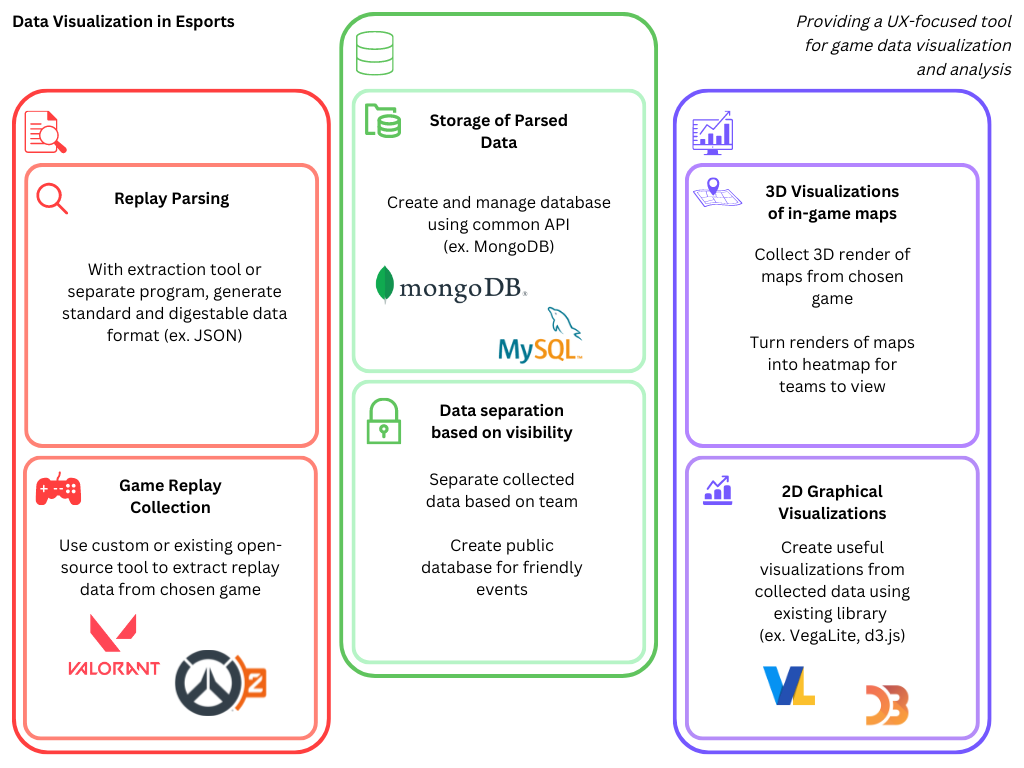 Data Visualization in Esports
Providing a UX-focused tool
for game data visualization
and analysis
Replay Parsing
With extraction tool or
separate program, generate
standard and digestable data
format (ex. JSON)
Game Replay
Collection
Use custom or existing open-
source tool to extract replay
data from chosen game
VALORANT
2
Storage of Parsed
Data
Create and manage database
using common API
(ex. MongoDB)
mongoDB®
MySQL™
Data separation
based on visibility
Separate collected
data based on team
Create public
database for friendly
events
3D Visualizations
of in-game maps
Collect 3D render of
maps from chosen
game
Turn renders of maps
into heatmap for
teams to view
2D Graphical
Visualizations
Create useful
visualizations from
collected data using
existing library
(ex. VegaLite, d3.js)
VL
D3